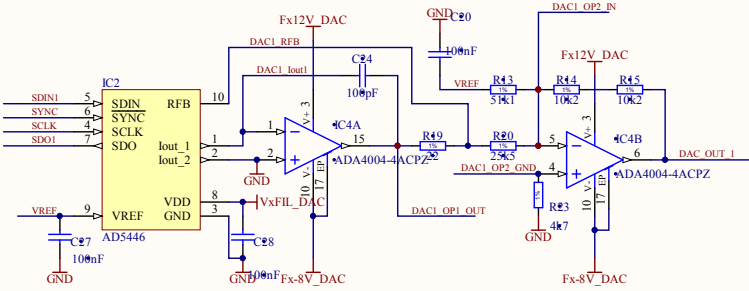 DAC1_OP2_IN
Fx12V_DAC
GND
C20
100nF
DAC1_RFB
Fx12V_DAC
C24
DAC1_Iout1
100pF
VREF
R13
1%
51k1
R14
1%
10k2
R15
1%
10k2
IC2
SDIN1
5
SDIN
RFB
10
SYNC
6
SYNC
SCLK
4
SCLK
SDO1
7
SDO
Iout_1
1
Iout_2
2
VREF
9
VREF
VDD
8
GND
3
AD5446
V+
3
IC4A
1
2
15
ADA4004-4ACPZ
V-
10
17
EP
R19
1%
22
R20
1%
25k5
V+
3
IC4B
5
4
6
ADA4004-4ACPZ
DAC_OUT_1
V-
10
17
EP
DAC1_OP2_GND
R23
1%
4k7
GND
GND
VxFIL_DAC
DAC1_OP1_OUT
C27
100nF
GND
C28
100nF
GND
Fx-8V_DAC
Fx-8V_DAC